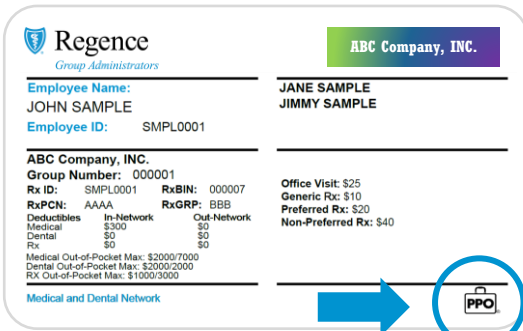 Regence
Group Administrators
ABC Company, INC.
Employee Name:
JOHN SAMPLE
Employee ID: SMPL0001
JANE SAMPLE
JIMMY SAMPLE
ABC Company, INC.
Group Number: 000001
Rx ID: SMPL0001 RxBIN: 000007
RxPCN: AAAA RxGRP: BBB
Deductibles In-Network Out-Network
Medical $300 $0
Dental $0 $0
Rx $0 $0
Medical Out-of-Pocket Max: $2000/7000
Dental Out-of-Pocket Max: $2000/2000
RX Out-of-Pocket Max: $1000/3000
Office Visit: $25
Generic Rx: $10
Preferred Rx: $20
Non-Preferred Rx: $40
Medical and Dental Network
PPO